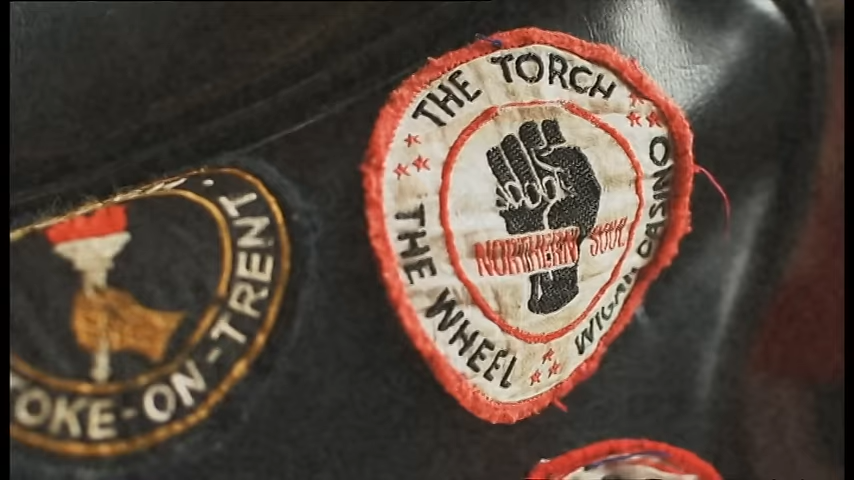 THE TORCH
WIGAN CASINO
THE WHEEL
NORTHERN SOUL
OKE-ON-TRENT